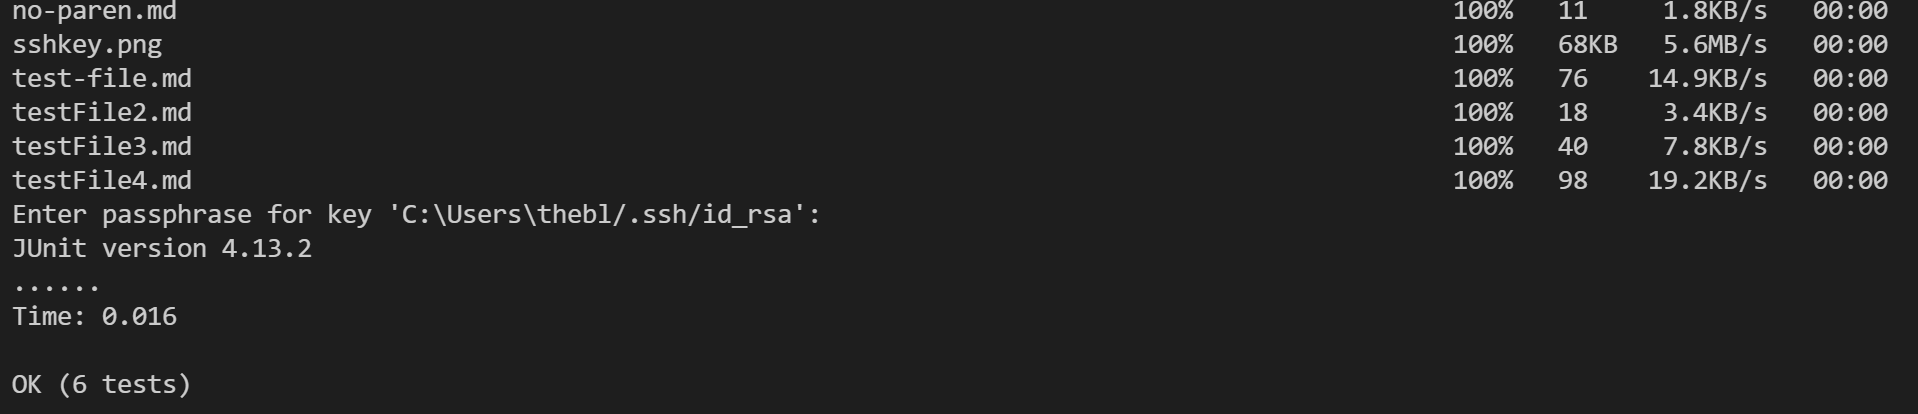 no-paren.md 100% 11 1.8KB/s 00:00
sshkey.png 100% 68KB 5.6MB/s 00:00
test-file.md 100% 76 14.9KB/s 00:00
testFile2.md 100% 18 3.4KB/s 00:00
testFile3.md 100% 40 7.8KB/s 00:00
testFile4.md 100% 98 19.2KB/s 00:00
Enter passphrase for key 'C:\Users\thebl/.ssh/id_rsa':
JUnit version 4.13.2
......
Time: 0.016
OK (6 tests)